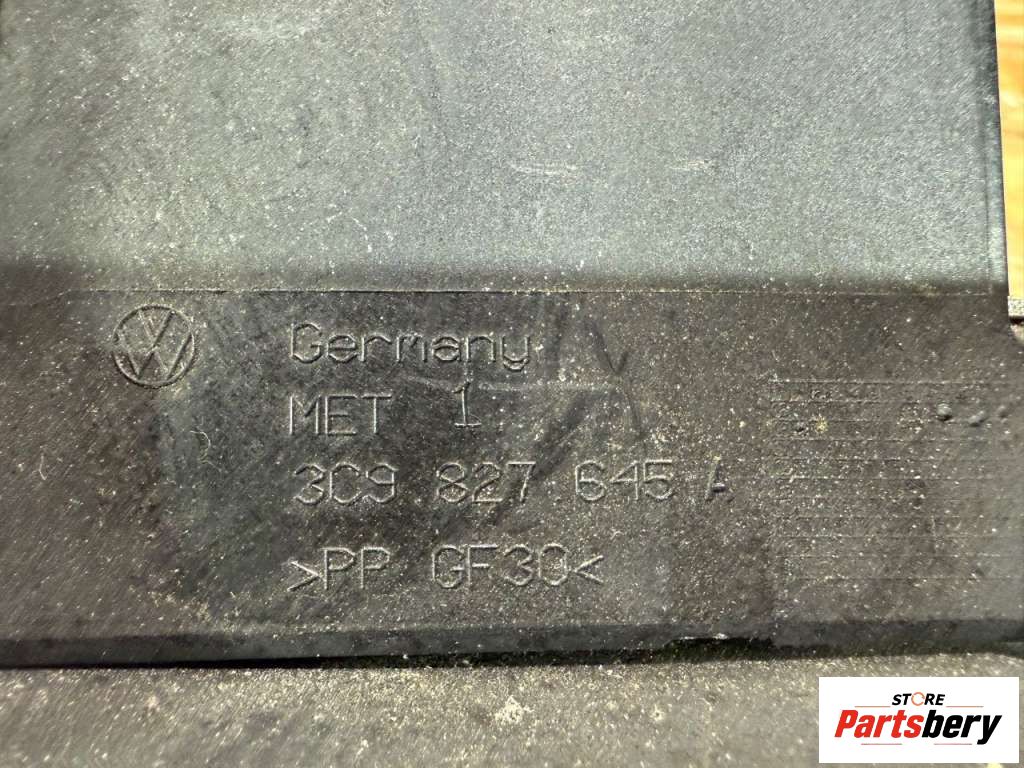 Germany
MET 1
3C9 827 645 A
>PP GF30<
STORE
Partsbery